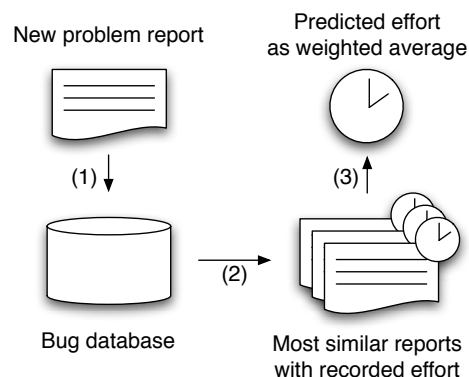 New problem report
Predicted effort
as weighted average
(1)
(3)
(2)
Bug database
Most similar reports
with recorded effort